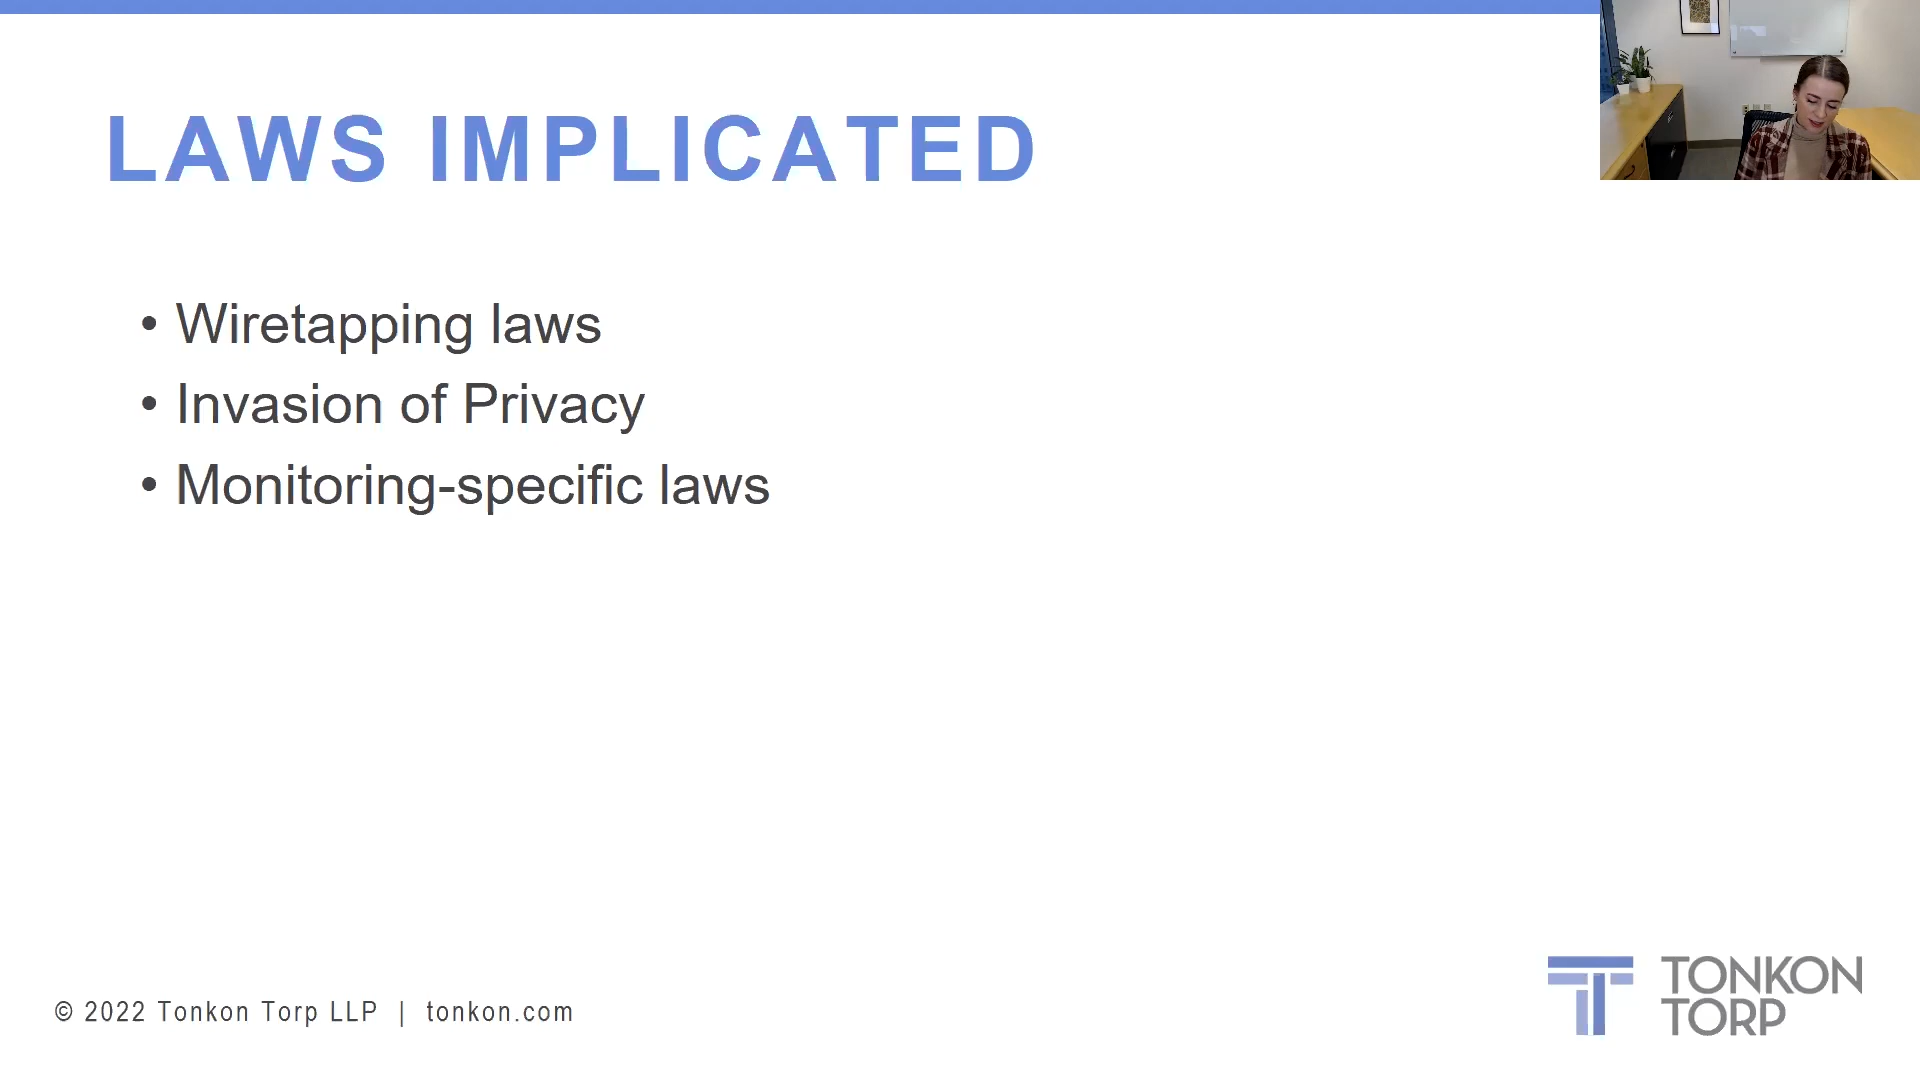 LAWS IMPLICATED
• Wiretapping laws
• Invasion of Privacy
• Monitoring-specific laws
© 2022 Tonkon Torp LLP | tonkon.com
TONKON
TORP